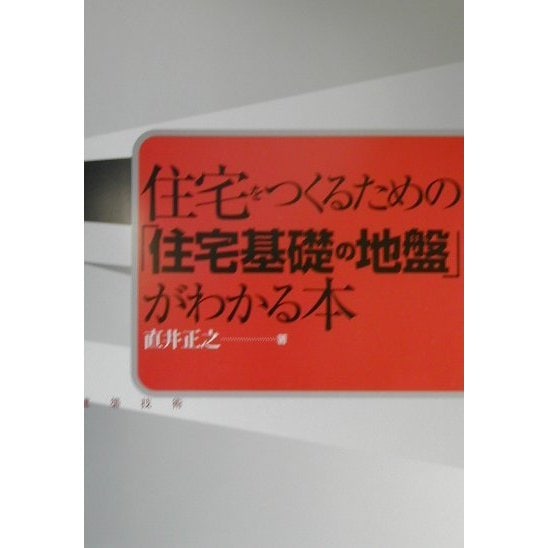 住宅をつくるための
「住宅基礎の地盤」
がわかる本
直井正之 著
建築技術